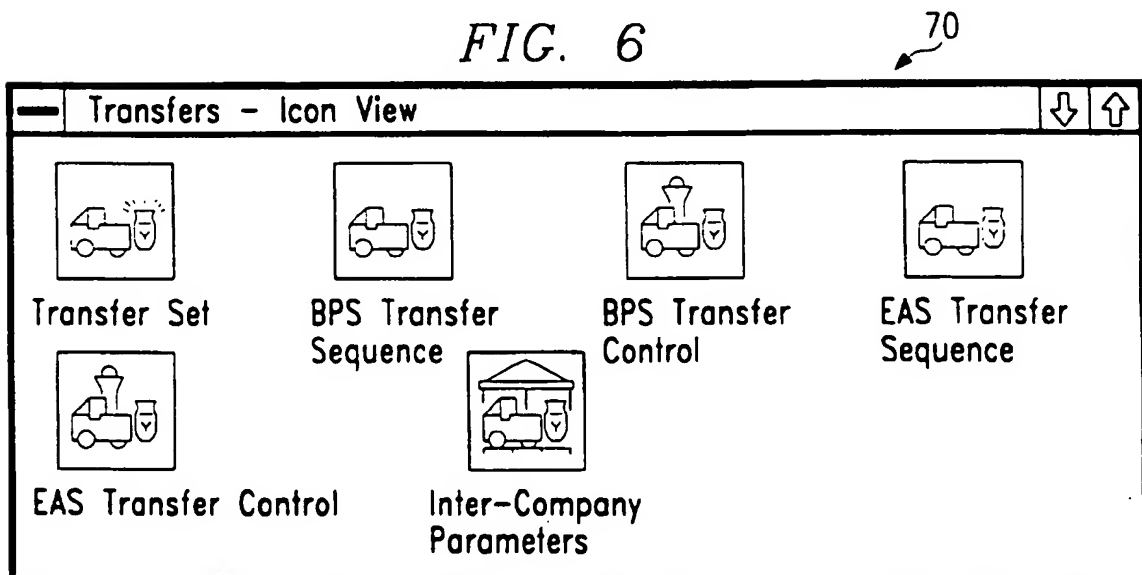 FIG. 6
70
Transfers - Icon View
Transfer Set
BPS Transfer
Sequence
BPS Transfer
Control
EAS Transfer
Sequence
EAS Transfer Control
Inter-Company
Parameters